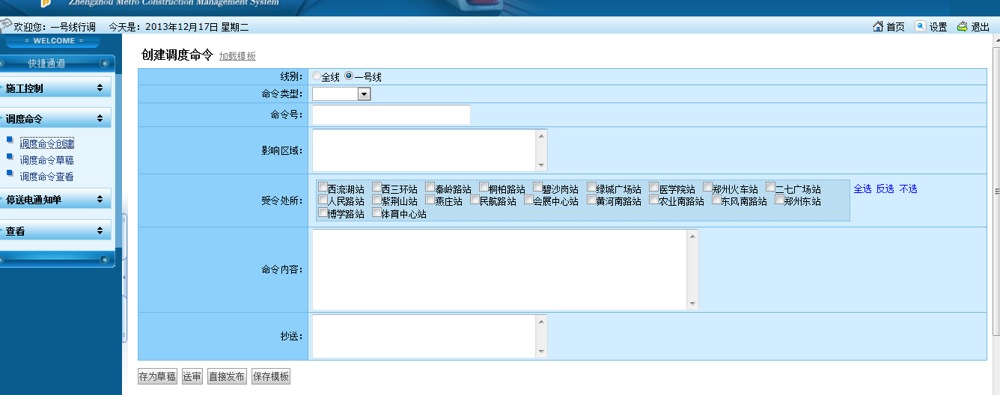 Zhengzhou Metro Construction Management System
欢迎您：一号线行调 今天是：2013年12月17日 星期二 首页 设置 退出
= WELCOME =
快捷通道
施工控制
调度命令
调度命令创建
调度命令草稿
调度命令查看
停送电通知单
查看
创建调度命令 加载模板
线别： 全线 一号线
命令类型：
命令号：
影响区域：
受令处所：
西流湖站 西三环站 秦岭路站 桐柏路站 碧沙岗站 绿城广场站 医学院站 郑州火车站 二七广场站
人民路站 紫荆山站 燕庄站 民航路站 会展中心站 黄河南路站 农业南路站 东风南路站 郑州东站
博学路站 体育中心站
全选 反选 不选
命令内容：
抄送：
存为草稿 送审 直接发布 保存模板